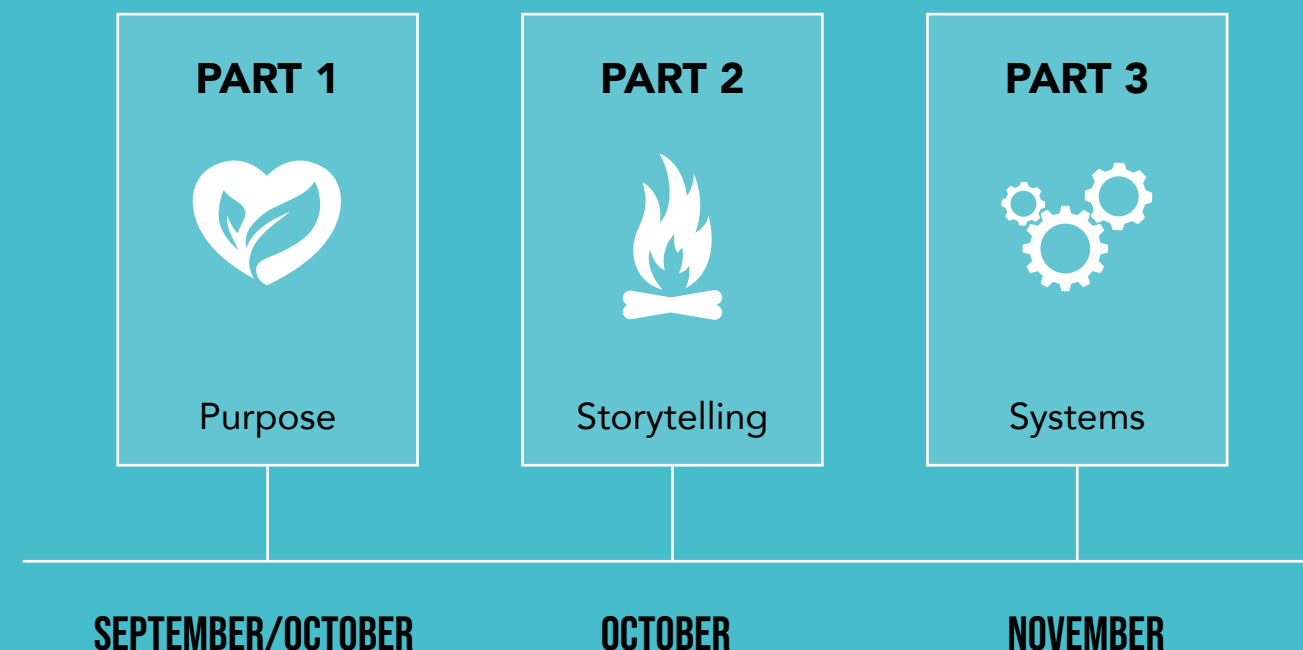 PART 1
Purpose
PART 2
Storytelling
PART 3
Systems
SEPTEMBER/OCTOBER
OCTOBER
NOVEMBER